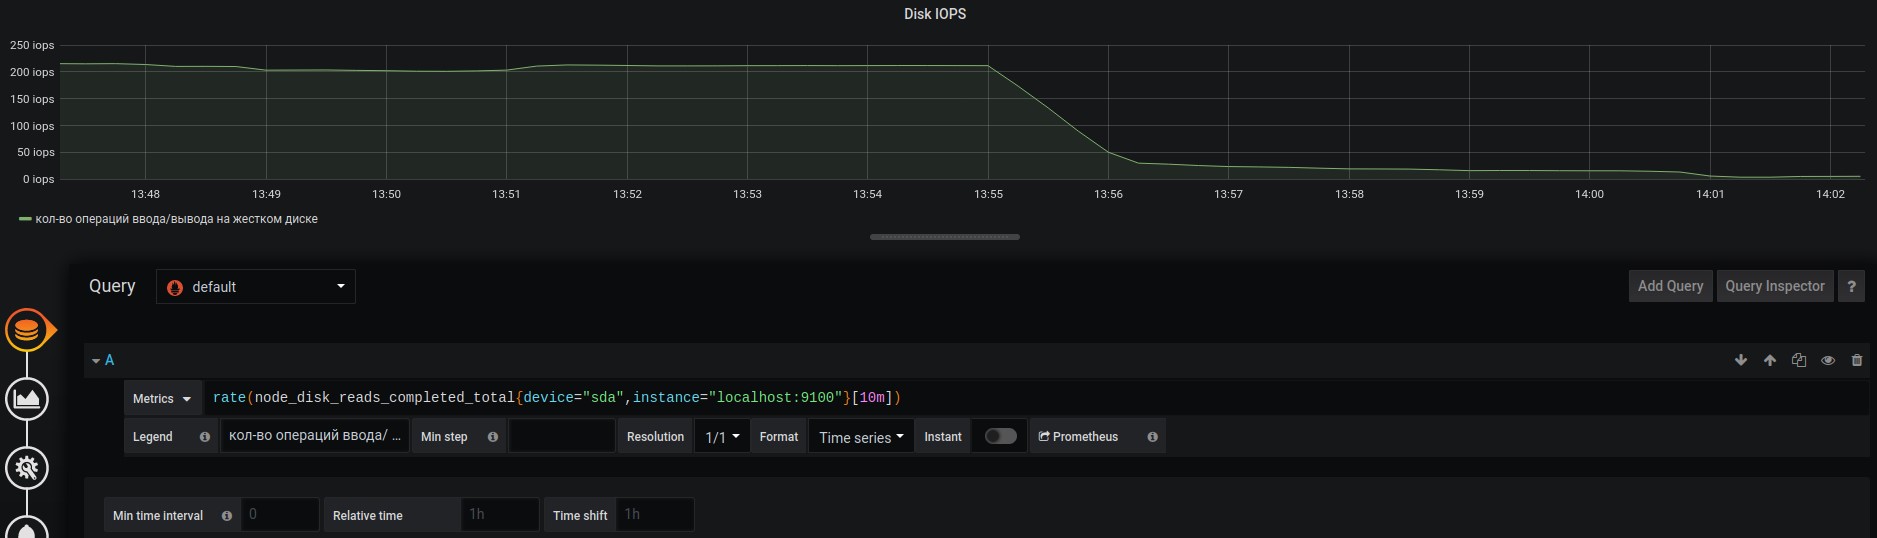 Disk IOPS
250 iops
200 iops
150 iops
100 iops
50 iops
0 iops
13:48 13:49 13:50 13:51 13:52 13:53 13:54 13:55 13:56 13:57 13:58 13:59 14:00 14:01 14:02
кол-во операций ввода/вывода на жестком диске
Query default Add Query Query Inspector ?
A
Metrics rate(node_disk_reads_completed_total{device="sda",instance="localhost:9100"}[10m])
Legend кол-во операций ввода/ ... Min step Resolution 1/1 Format Time series Instant Prometheus
Min time interval 0 Relative time 1h Time shift 1h